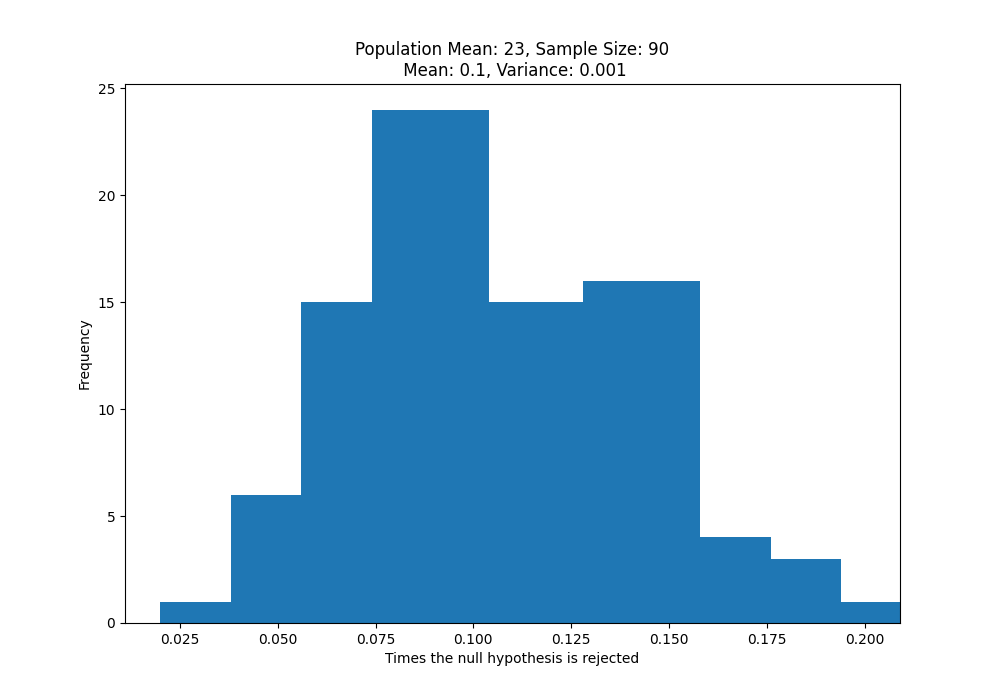 Population Mean: 23, Sample Size: 90
Mean: 0.1, Variance: 0.001
25
20
15
10
5
0
Frequency
0.025 0.050 0.075 0.100 0.125 0.150 0.175 0.200
Times the null hypothesis is rejected